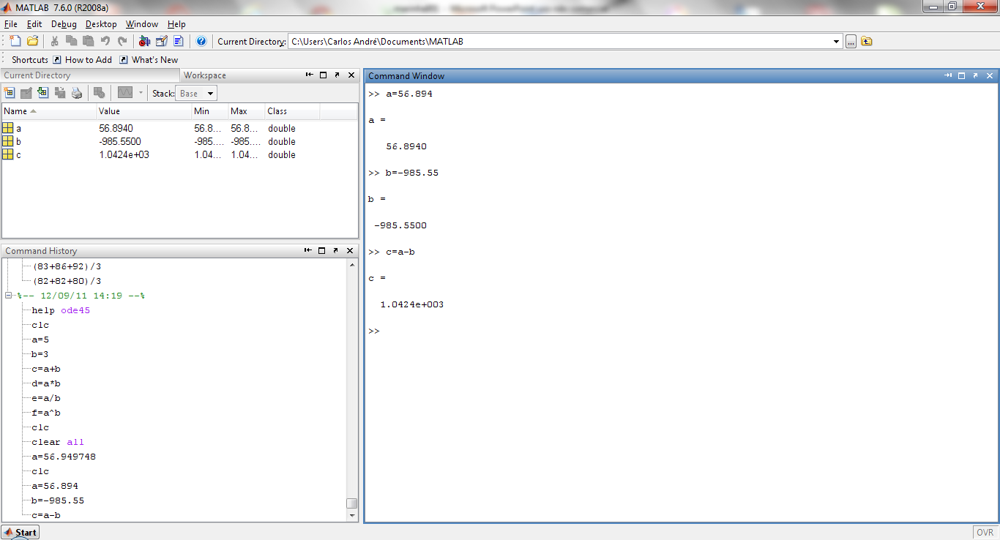 MATLAB 7.6.0 (R2008a)
File Edit Debug Desktop Window Help
Current Directory: C:\Users\Carlos André\Documents\MATLAB ...
Shortcuts How to Add What's New
Current Directory Workspace
Stack: Base
Name Value Min Max Class
a 56.8940 56.8... 56.8... double
b -985.5500 -985.... -985.... double
c 1.0424e+03 1.04... 1.04... double
Command History
(83+86+92)/3
(82+82+80)/3
%-- 12/09/11 14:19 --%
help ode45
clc
a=5
b=3
c=a+b
d=a*b
e=a/b
f=a^b
clc
clear all
a=56.949748
clc
a=56.894
b=-985.55
c=a-b
Command Window
>> a=56.894
a =
56.8940
>> b=-985.55
b =
-985.5500
>> c=a-b
c =
1.0424e+003
>>
Start
OVR